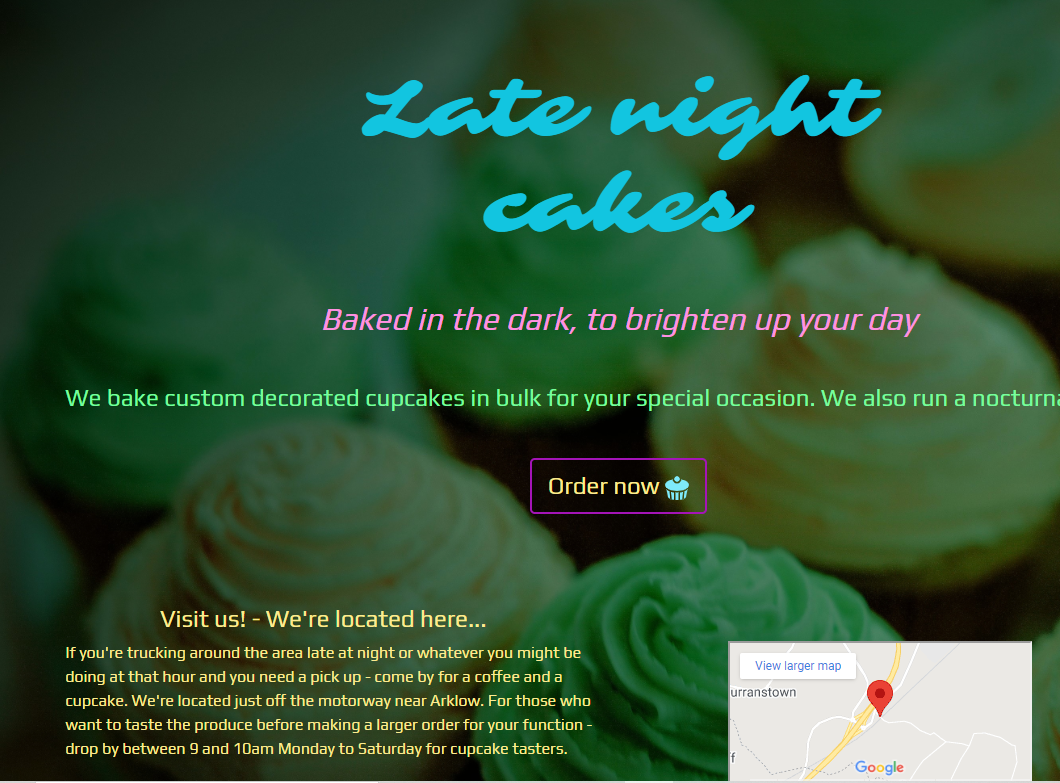 Late night
cakes
Baked in the dark, to brighten up your day
We bake custom decorated cupcakes in bulk for your special occasion. We also run a nocturna
Order now
Visit us! - We're located here...
If you're trucking around the area late at night or whatever you might be
doing at that hour and you need a pick up - come by for a coffee and a
cupcake. We're located just off the motorway near Arklow. For those who
want to taste the produce before making a larger order for your function -
drop by between 9 and 10am Monday to Saturday for cupcake tasters.
View larger map
urranstown
Google